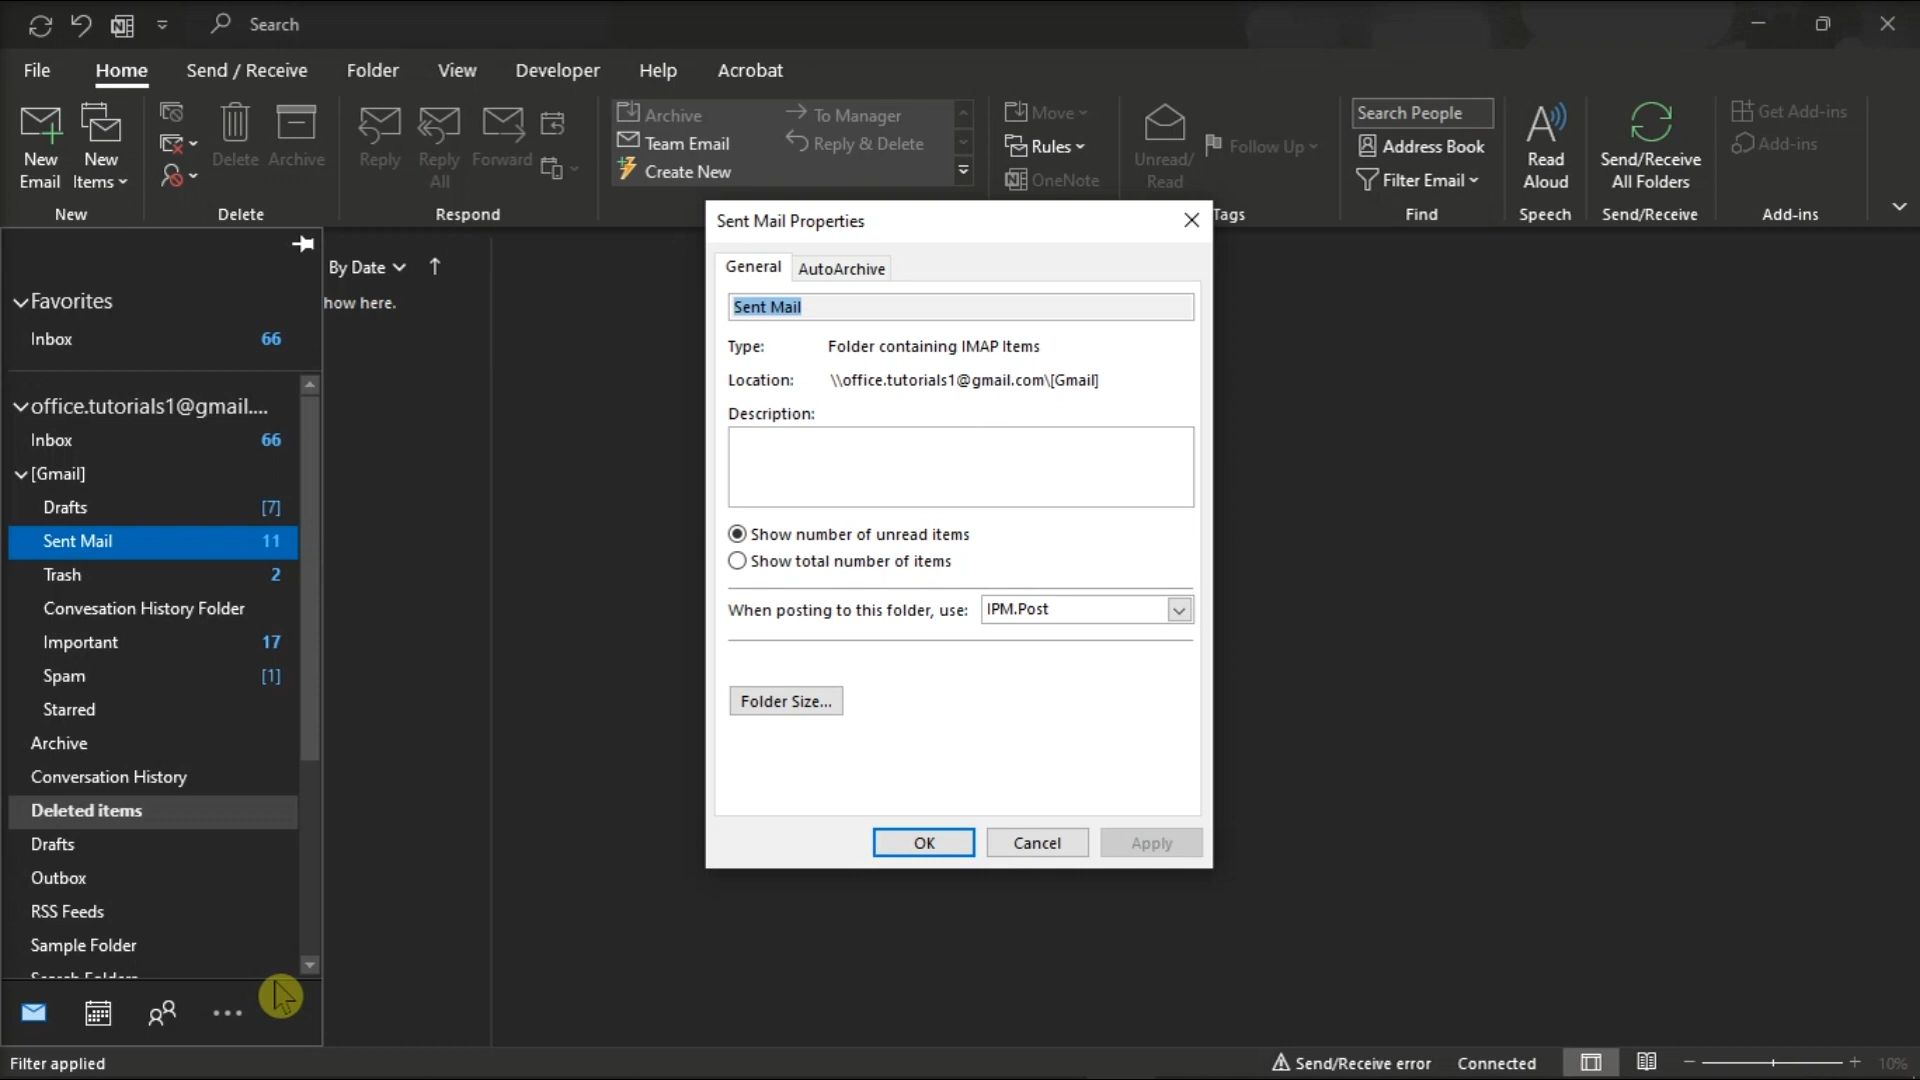 Search
File Home Send / Receive Folder View Developer Help Acrobat
New Email
New Items
Delete
Archive
Reply
Reply All
Forward
Archive
Team Email
Create New
To Manager
Reply & Delete
Move
Rules
OneNote
Unread/ Read
Follow Up
Search People
Address Book
Filter Email
Read Aloud
Send/Receive All Folders
Get Add-ins
Add-ins
New Delete Respond Tags Find Speech Send/Receive Add-ins
By Date
how here.
Favorites
Inbox 66
office.tutorials1@gmail....
Inbox 66
[Gmail]
Drafts [7]
Sent Mail 11
Trash 2
Convesation History Folder
Important 17
Spam [1]
Starred
Archive
Conversation History
Deleted items
Drafts
Outbox
RSS Feeds
Sample Folder
Sent Mail Properties
General AutoArchive
Sent Mail
Type: Folder containing IMAP Items
Location: \\office.tutorials1@gmail.com\[Gmail]
Description:
Show number of unread items
Show total number of items
When posting to this folder, use: IPM.Post
Folder Size...
OK Cancel Apply
Filter applied
Send/Receive error Connected 10%